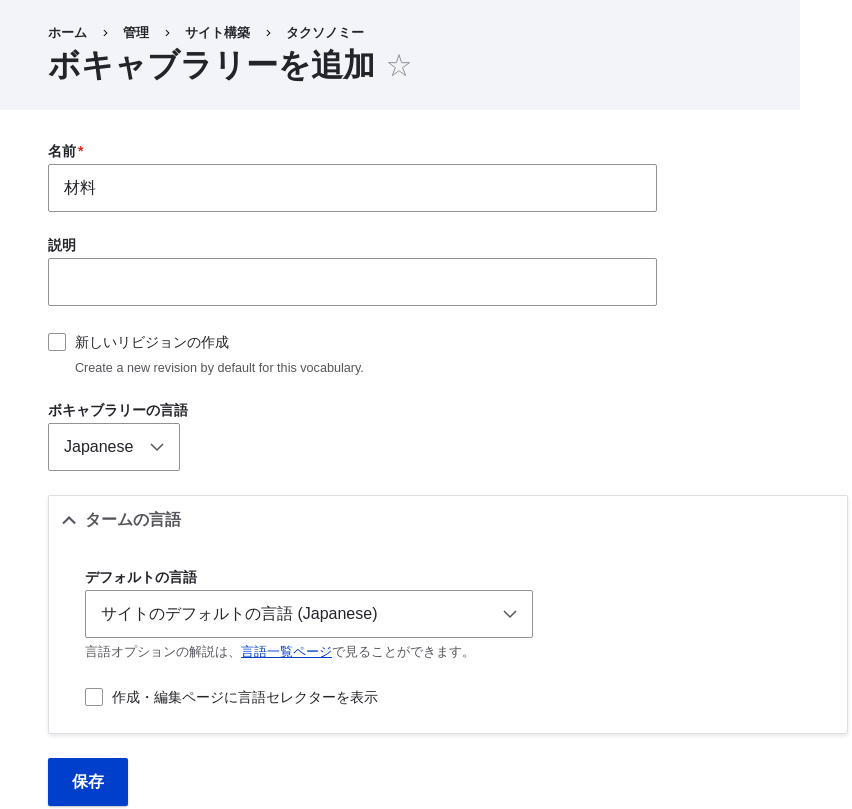 ホーム › 管理 › サイト構築 › タクソノミー
ボキャブラリーを追加
名前*
材料
説明
新しいリビジョンの作成
Create a new revision by default for this vocabulary.
ボキャブラリーの言語
Japanese
タームの言語
デフォルトの言語
サイトのデフォルトの言語 (Japanese)
言語オプションの解説は、言語一覧ページで見ることができます。
作成・編集ページに言語セレクターを表示
保存